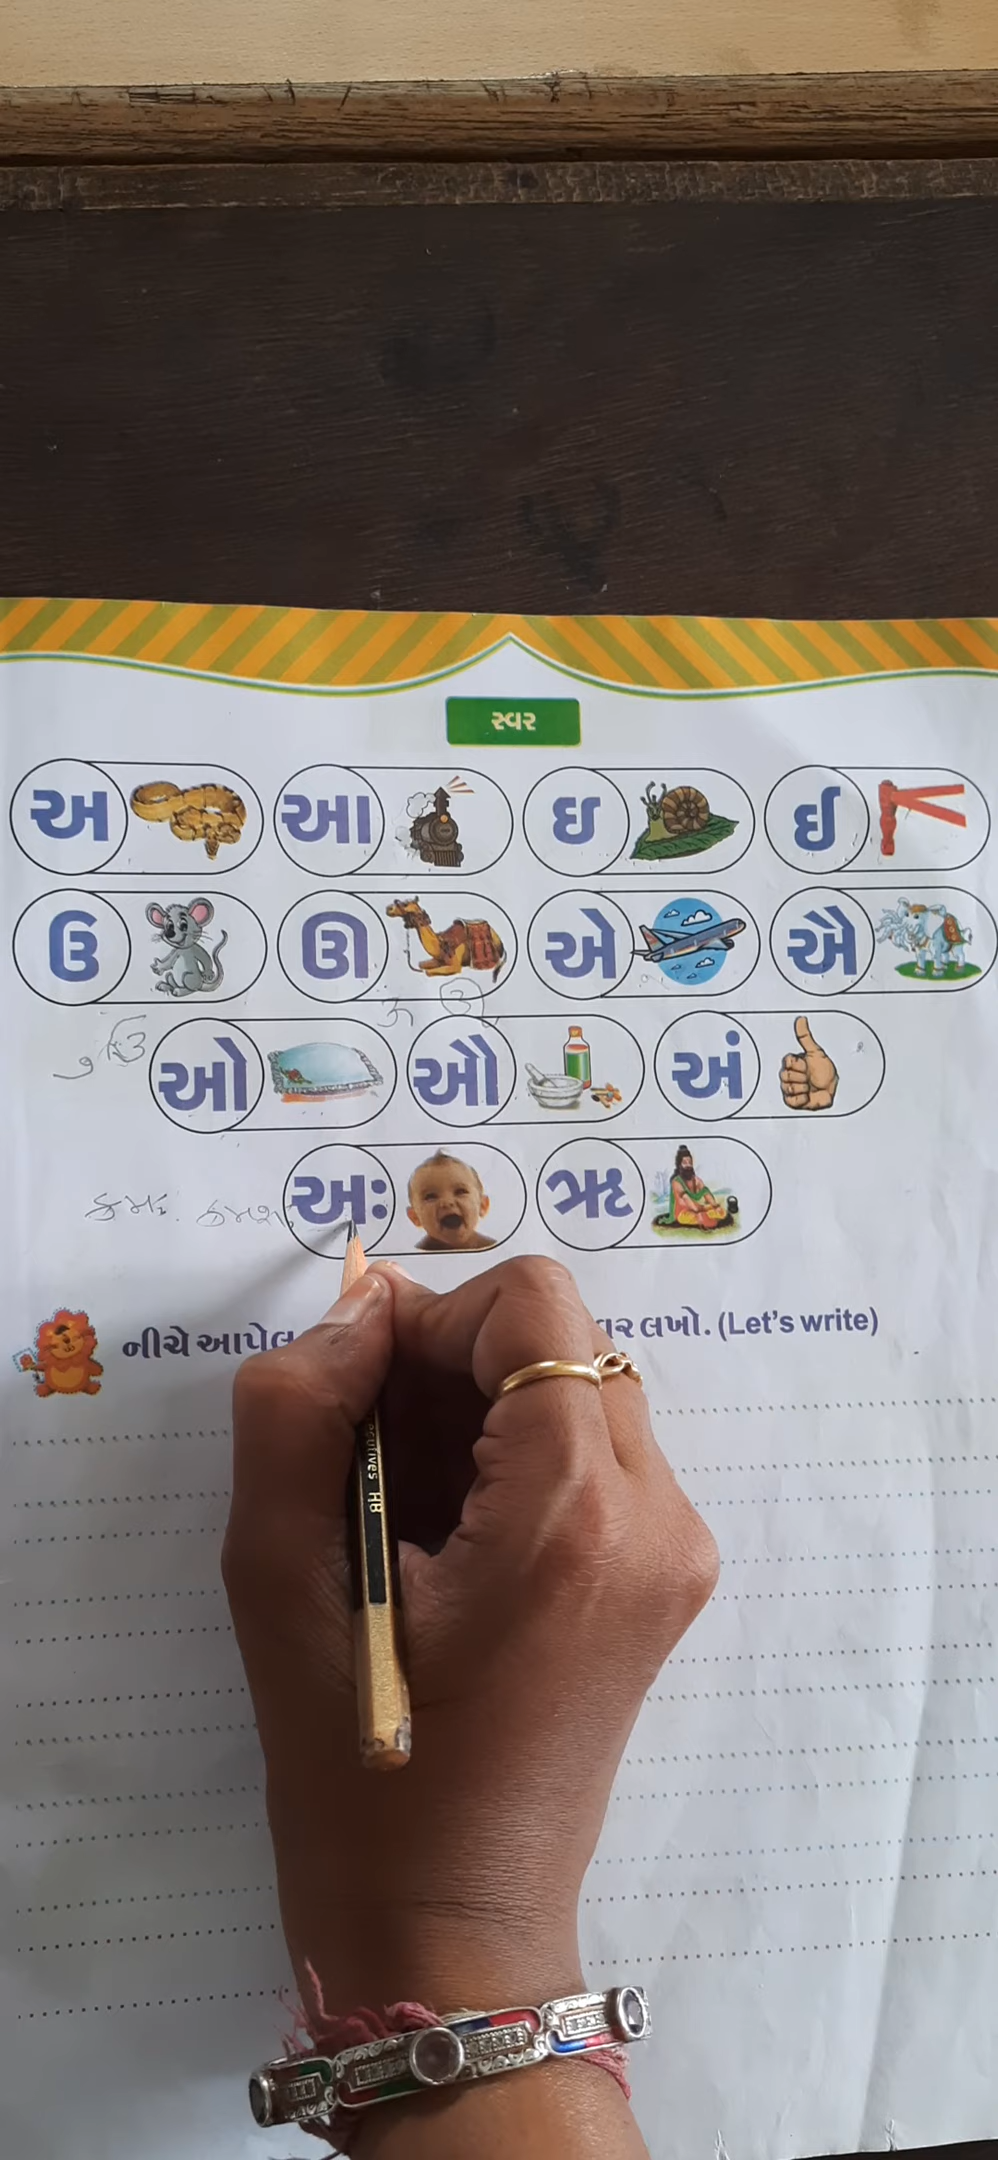 સ્વર
અ આ ઇ ઈ
ઉ ઊ એ ઐ
ઓ ઔ અં
અઃ ઋ
નીચે આપેલ લખો. (Let's write)
HB